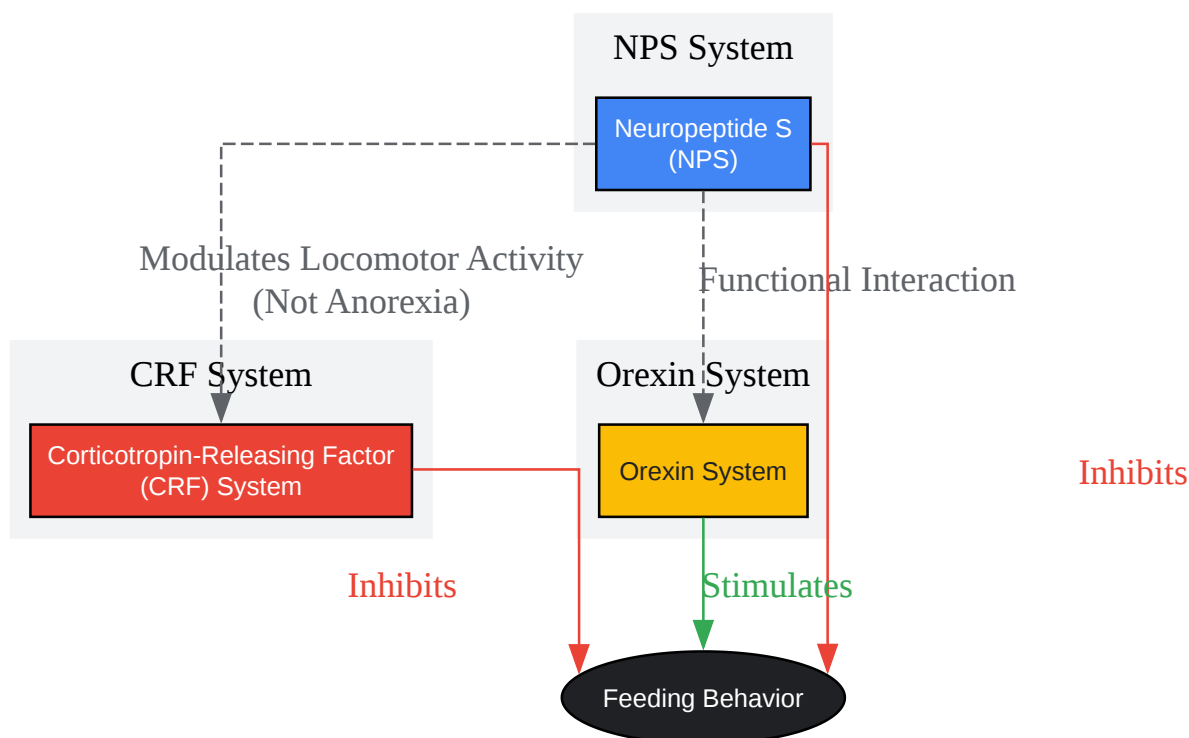 NPS System
Neuropeptide S
(NPS)
Modulates Locomotor Activity
(Not Anorexia)
Functional Interaction
CRF System
Orexin System
Corticotropin-Releasing Factor
(CRF) System
Orexin System
Inhibits
Inhibits
Stimulates
Feeding Behavior